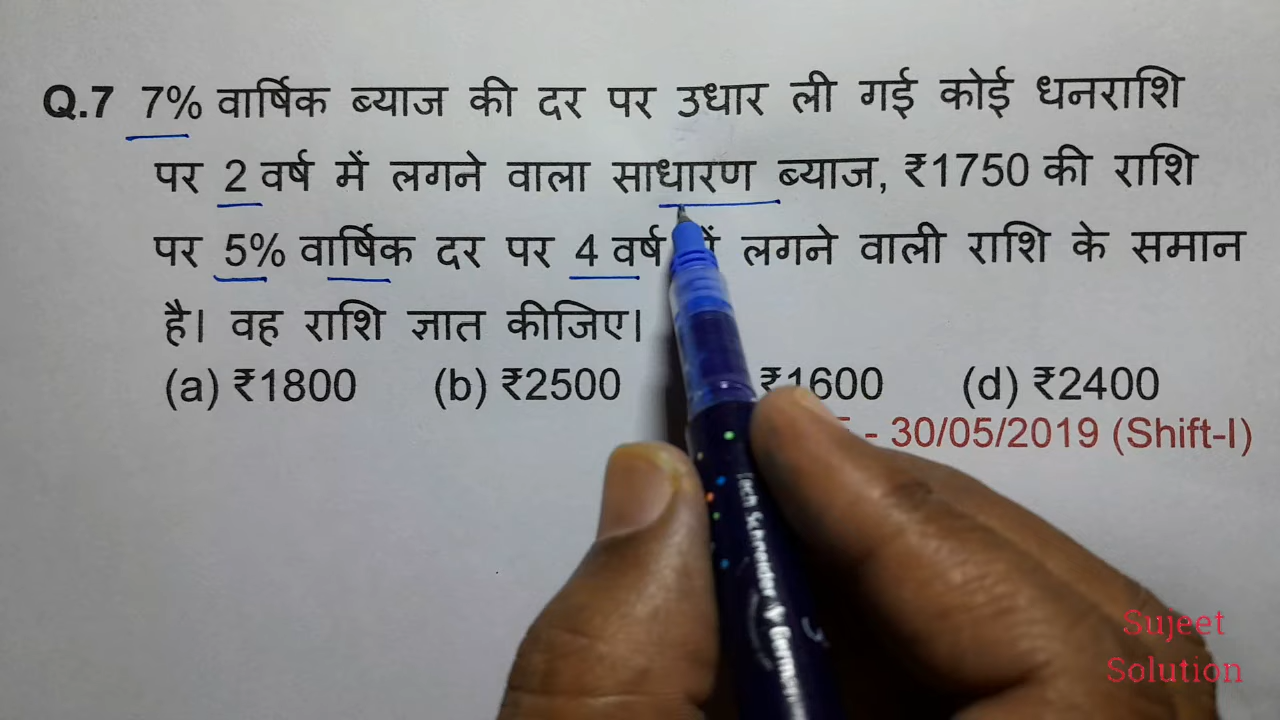 Q.7 7% वार्षिक ब्याज की दर पर उधार ली गई कोई धनराशि
पर 2 वर्ष में लगने वाला साधारण ब्याज, ₹1750 की राशि
पर 5% वार्षिक दर पर 4 वर्ष लगने वाली राशि के समान
है। वह राशि ज्ञात कीजिए।
(a) ₹1800 (b) ₹2500 ₹1600 (d) ₹2400
- 30/05/2019 (Shift-I)
Schneider
Sujeet
Solution